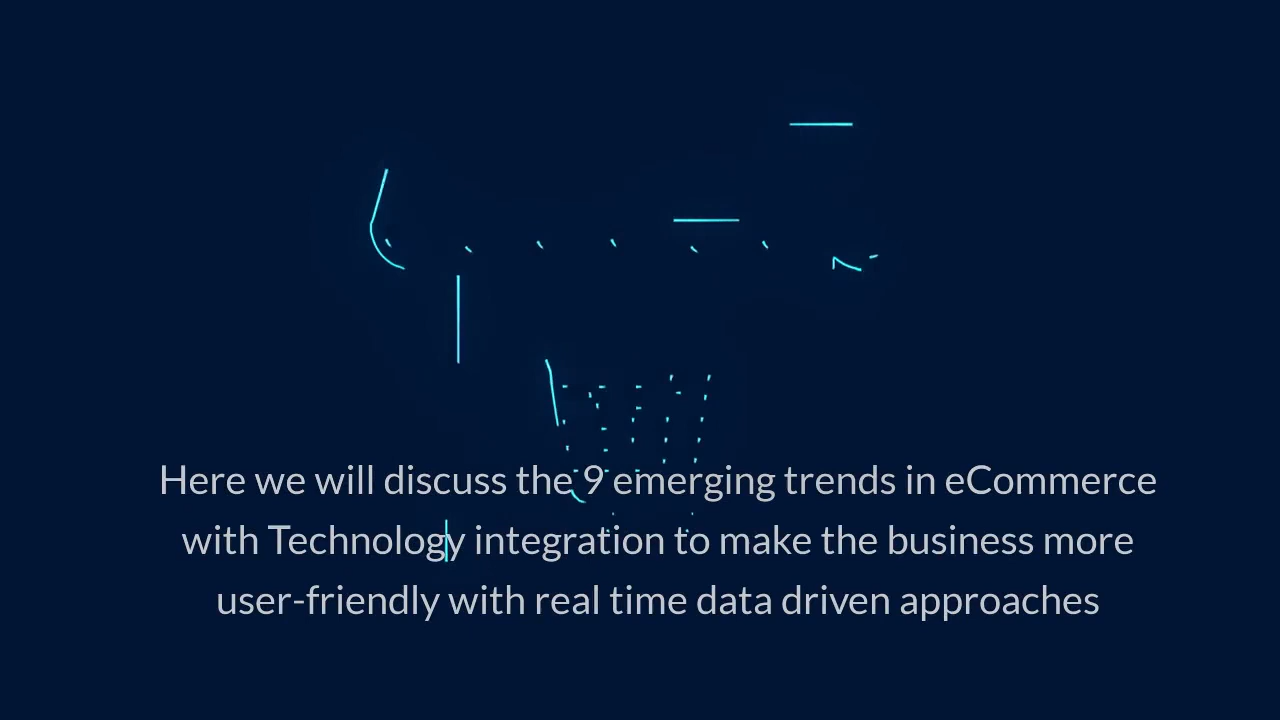 Here we will discuss the 9 emerging trends in eCommerce
with Technology integration to make the business more
user-friendly with real time data driven approaches